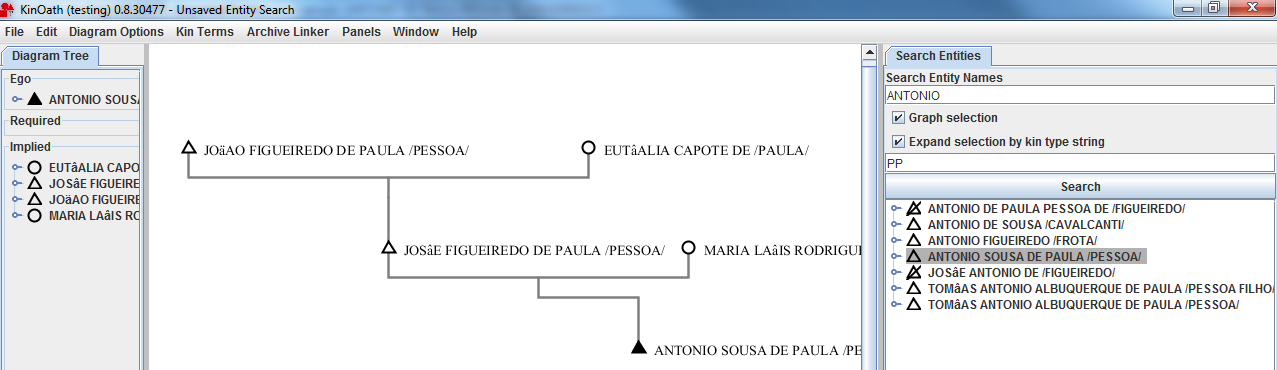 KinOath (testing) 0.8.30477 - Unsaved Entity Search
File Edit Diagram Options Kin Terms Archive Linker Panels Window Help
Diagram Tree
Ego
ANTONIO SOUSA
Required
Implied
EUTâALIA CAPO
JOSâE FIGUEIRE
JOäAO FIGUEIRE
MARIA LAâIS RO
JOäAO FIGUEIREDO DE PAULA /PESSOA/
EUTâALIA CAPOTE DE /PAULA/
JOSâE FIGUEIREDO DE PAULA /PESSOA/
MARIA LAâIS RODRIGUE
ANTONIO SOUSA DE PAULA /PE
Search Entities
Search Entity Names
ANTONIO
Graph selection
Expand selection by kin type string
PP
Search
ANTONIO DE PAULA PESSOA DE /FIGUEIREDO/
ANTONIO DE SOUSA /CAVALCANTI/
ANTONIO FIGUEIREDO /FROTA/
ANTONIO SOUSA DE PAULA /PESSOA/
JOSâE ANTONIO DE /FIGUEIREDO/
TOMâAS ANTONIO ALBUQUERQUE DE PAULA /PESSOA FILHO/
TOMâAS ANTONIO ALBUQUERQUE DE PAULA /PESSOA/